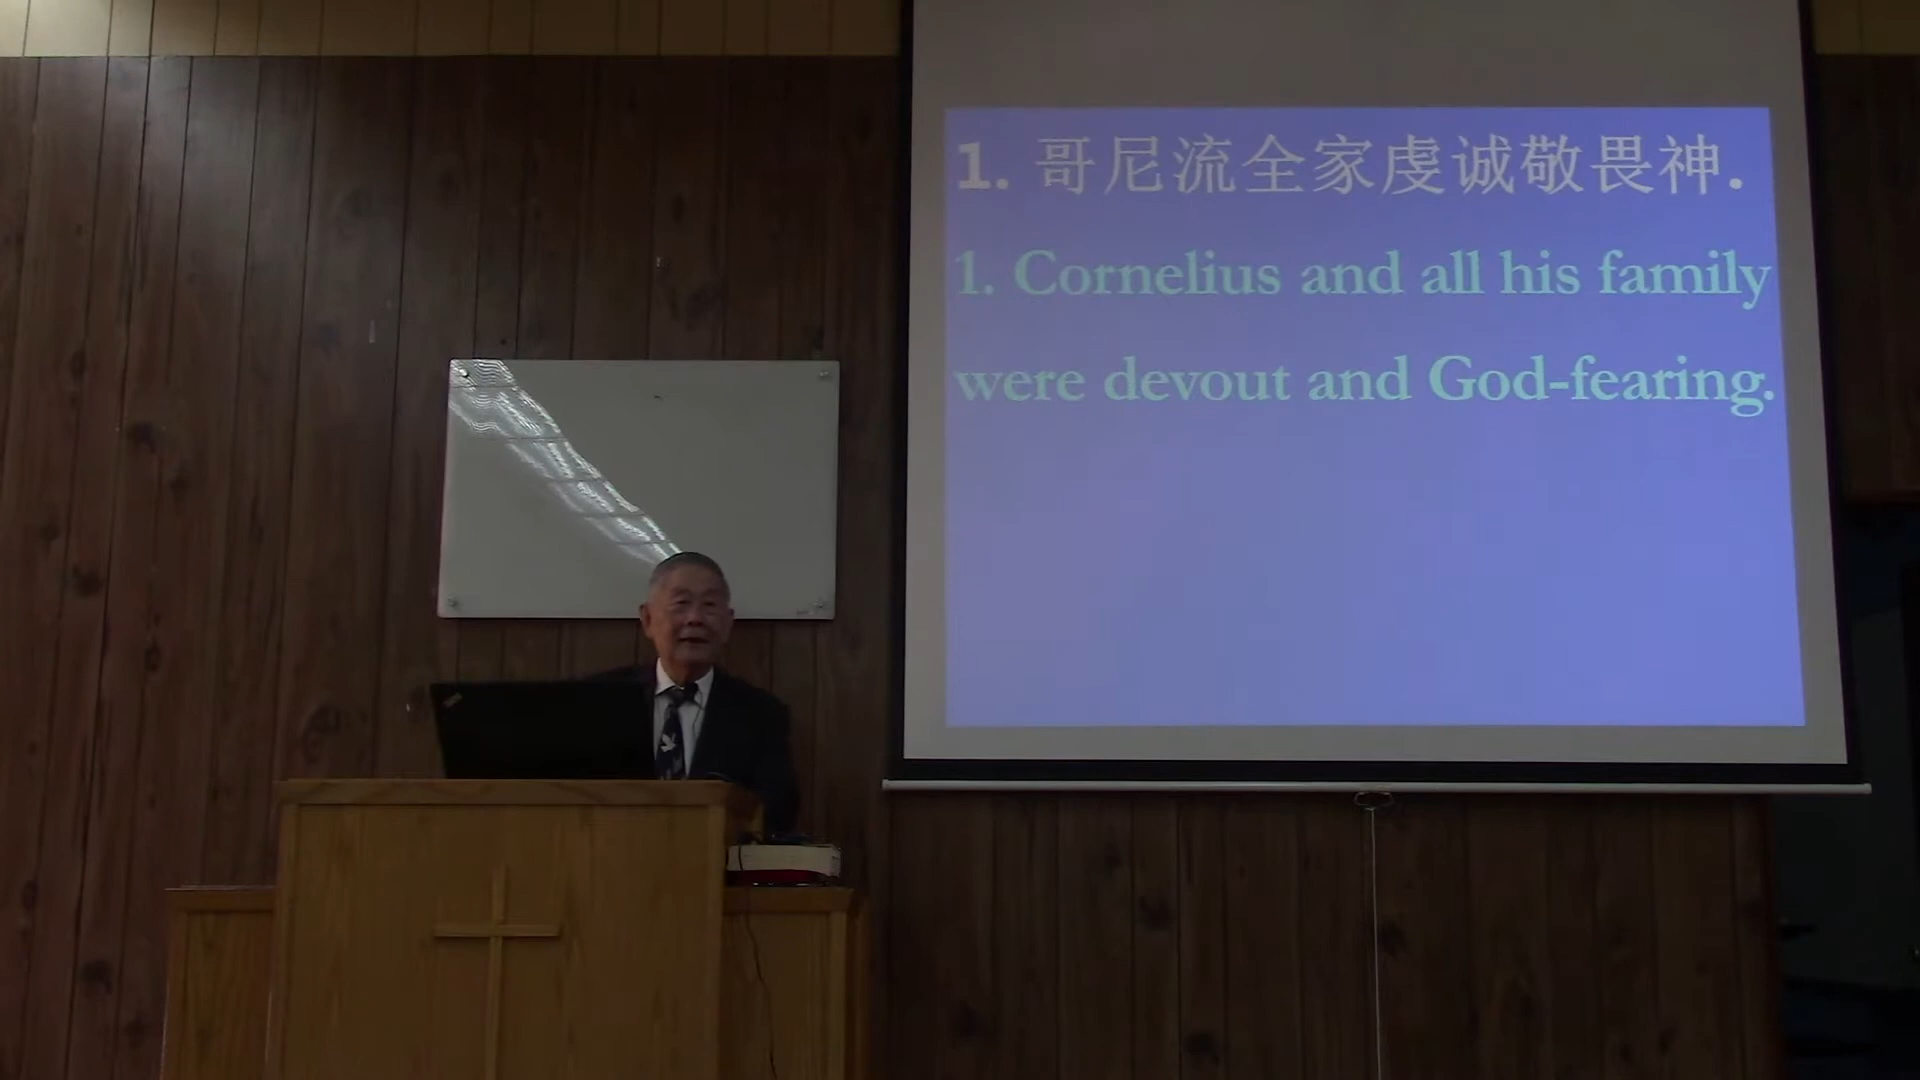 1. 哥尼流全家虔诚敬畏神.
1. Cornelius and all his family
were devout and God-fearing.